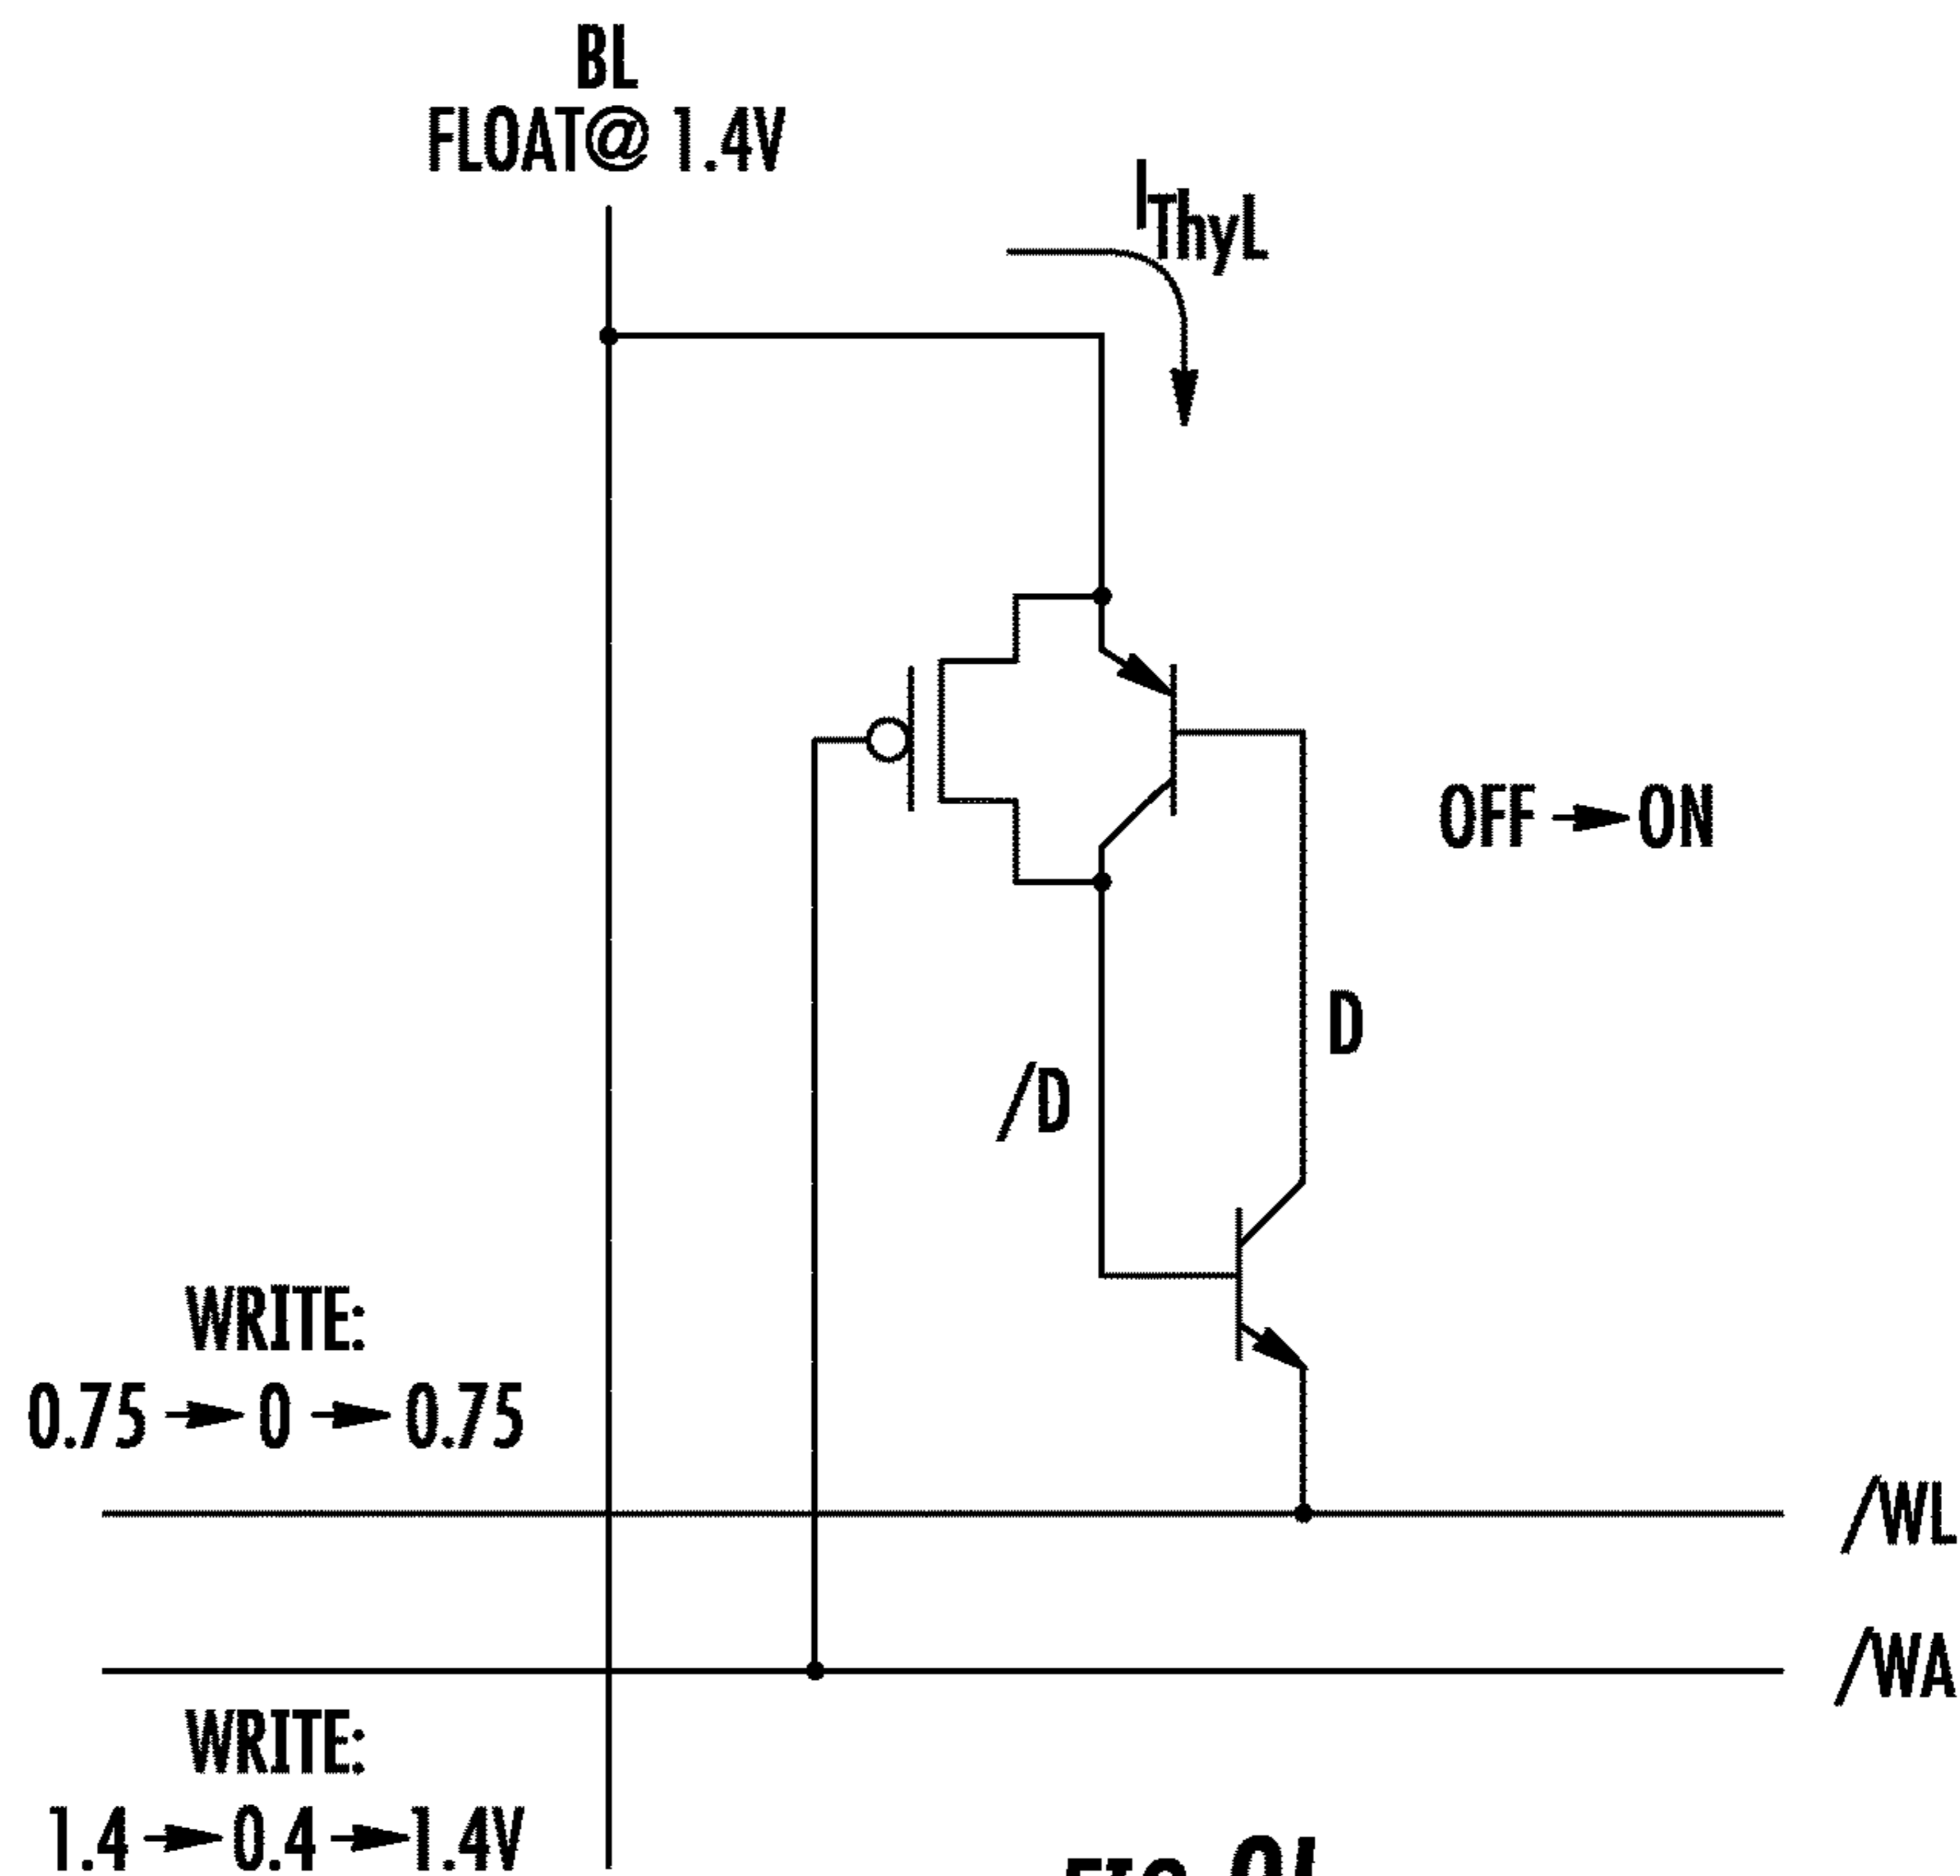 BL
FLOAT@ 1.4V
IThyL
OFF → ON
D
/D
WRITE:
0.75 → 0 → 0.75
/WL
/WA
WRITE:
1.4 → 0.4 → 1.4V